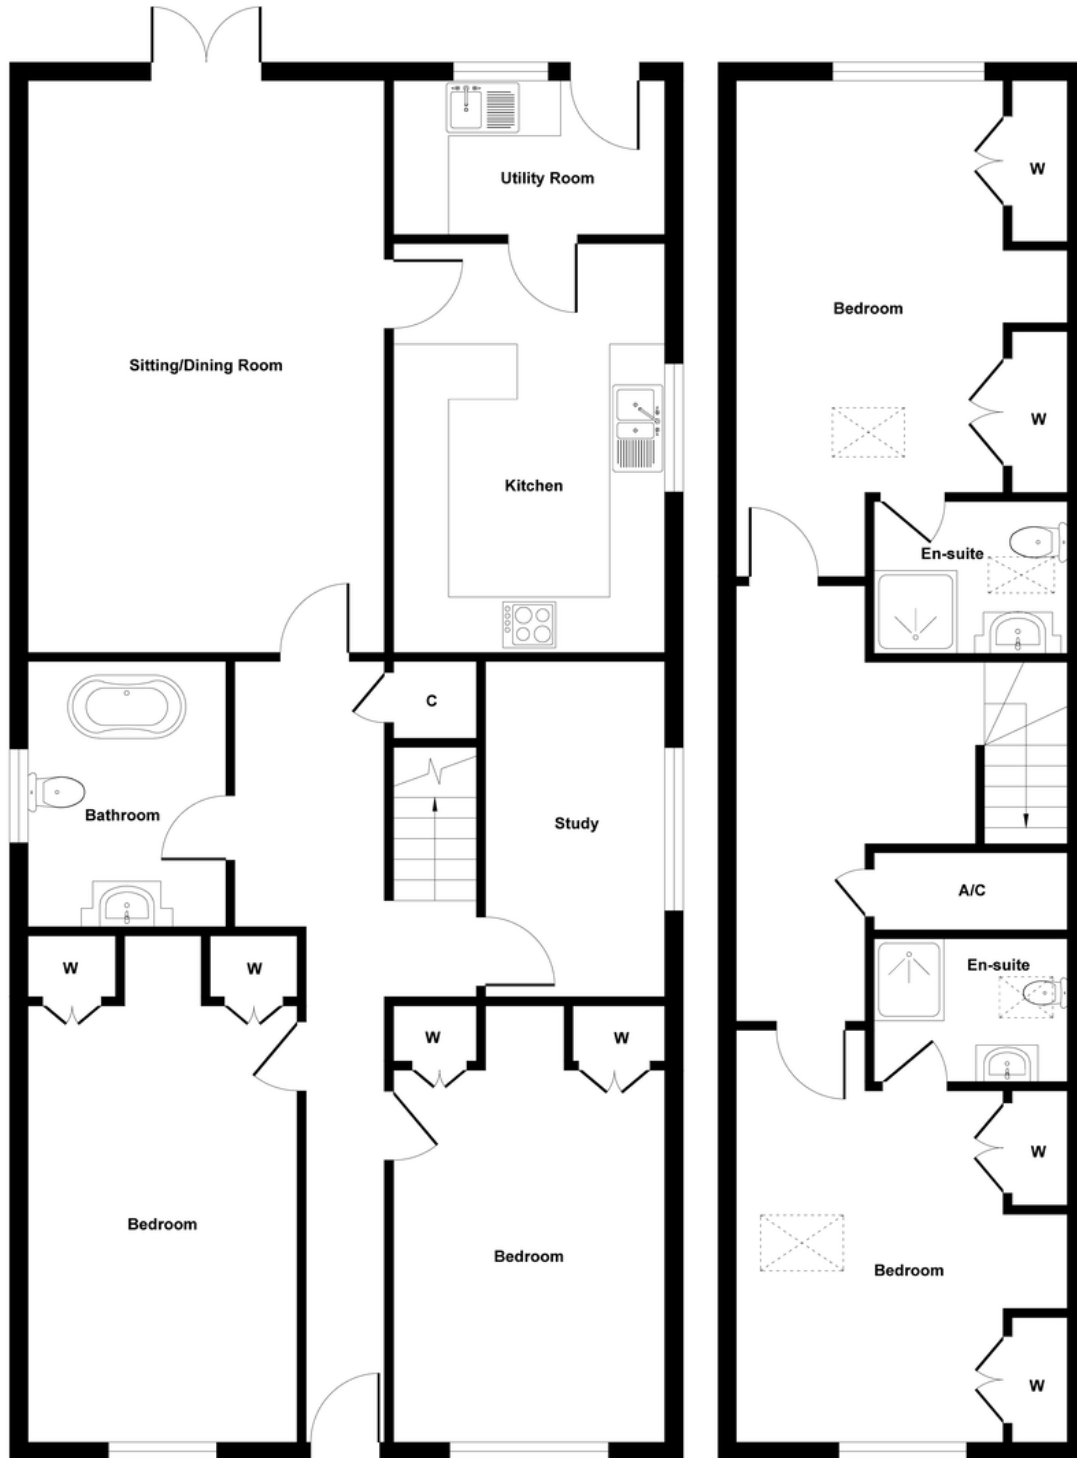 Utility Room
Sitting/Dining Room
Kitchen
C
Bathroom
Study
W
W
W
W
Bedroom
Bedroom
W
Bedroom
W
En-suite
A/C
En-suite
W
Bedroom
W